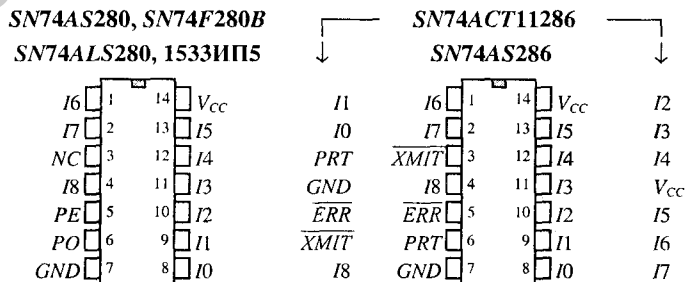 SN74AS280, SN74F280B SN74ACT11286
SN74ALS280, 1533ИП5 SN74AS286
I6 1 14 VCC I1 I6 1 14 VCC I2
I7 2 13 I5 I0 I7 2 13 I5 I3
NC 3 12 I4 PRT XMIT 3 12 I4 I4
I8 4 11 I3 GND I8 4 11 I3 VCC
PE 5 10 I2 ERR ERR 5 10 I2 I5
PO 6 9 I1 XMIT PRT 6 9 I1 I6
GND 7 8 I0 I8 GND 7 8 I0 I7